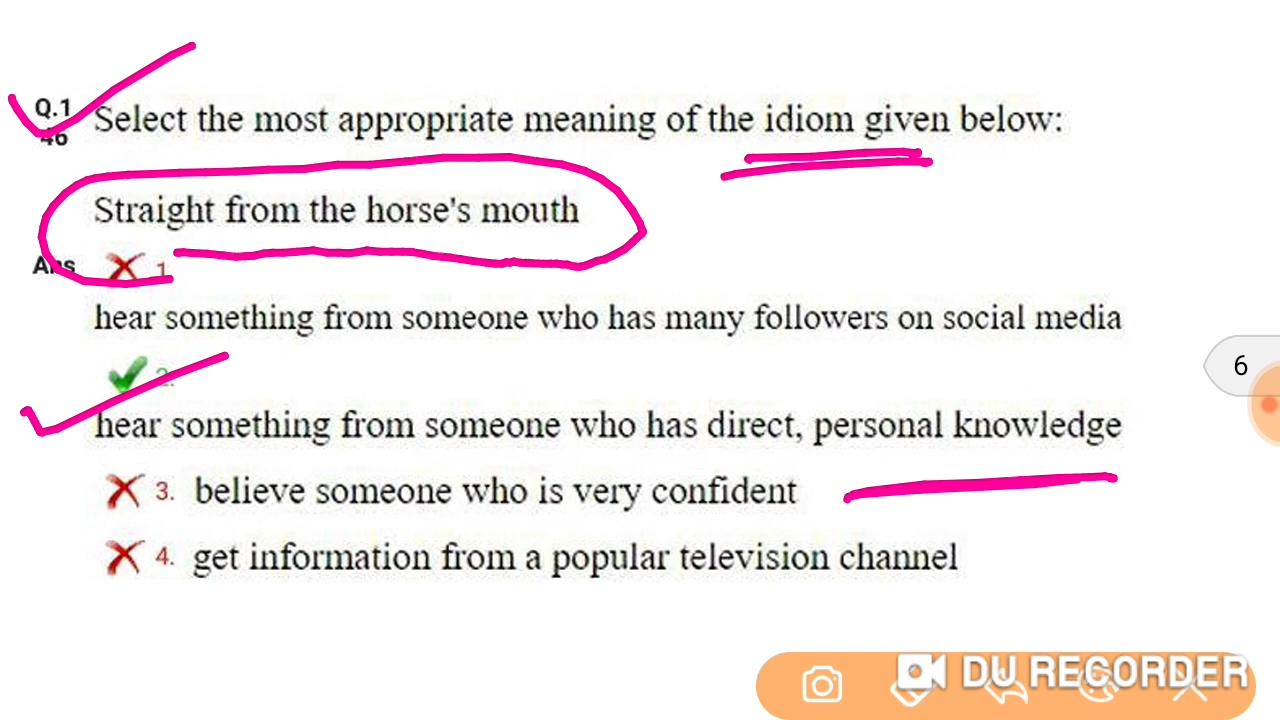 Q.1 Select the most appropriate meaning of the idiom given below:
46
Straight from the horse's mouth
Ans 1.
hear something from someone who has many followers on social media
2.
hear something from someone who has direct, personal knowledge
3. believe someone who is very confident
4. get information from a popular television channel
6
DU RECORDER